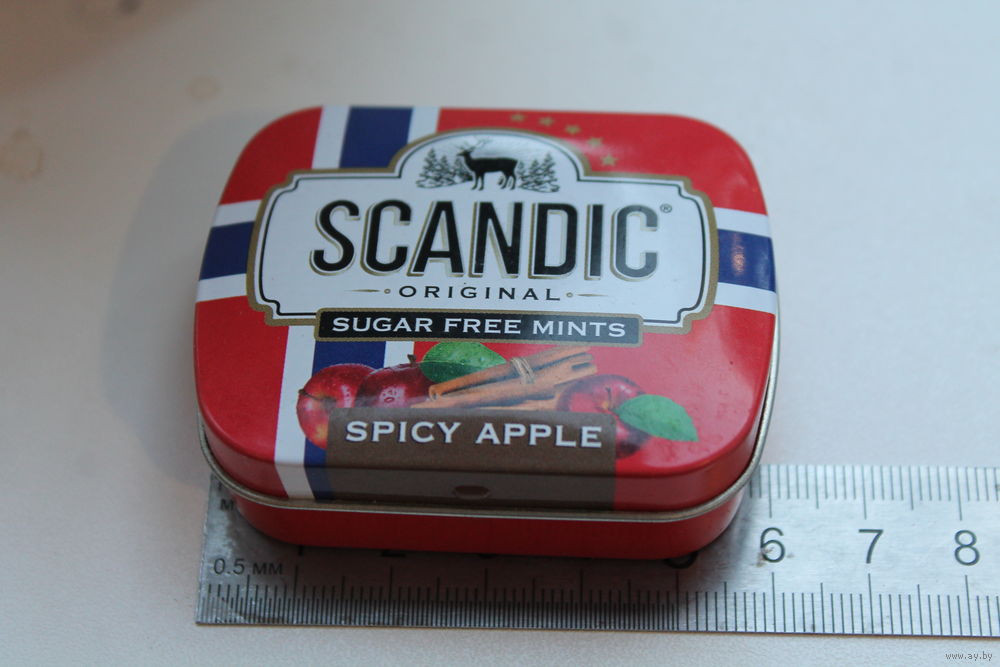 SCANDIC®
ORIGINAL
SUGAR FREE MINTS
SPICY APPLE
6 7 8
0.5 мм
www.ay.by